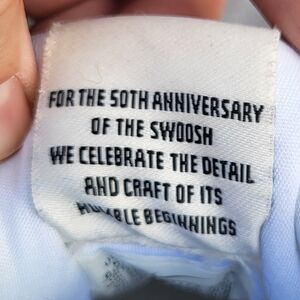 FOR THE 50TH ANNIVERSARY
OF THE SWOOSH
WE CELEBRATE THE DETAIL
AND CRAFT OF ITS
HUMBLE BEGINNINGS